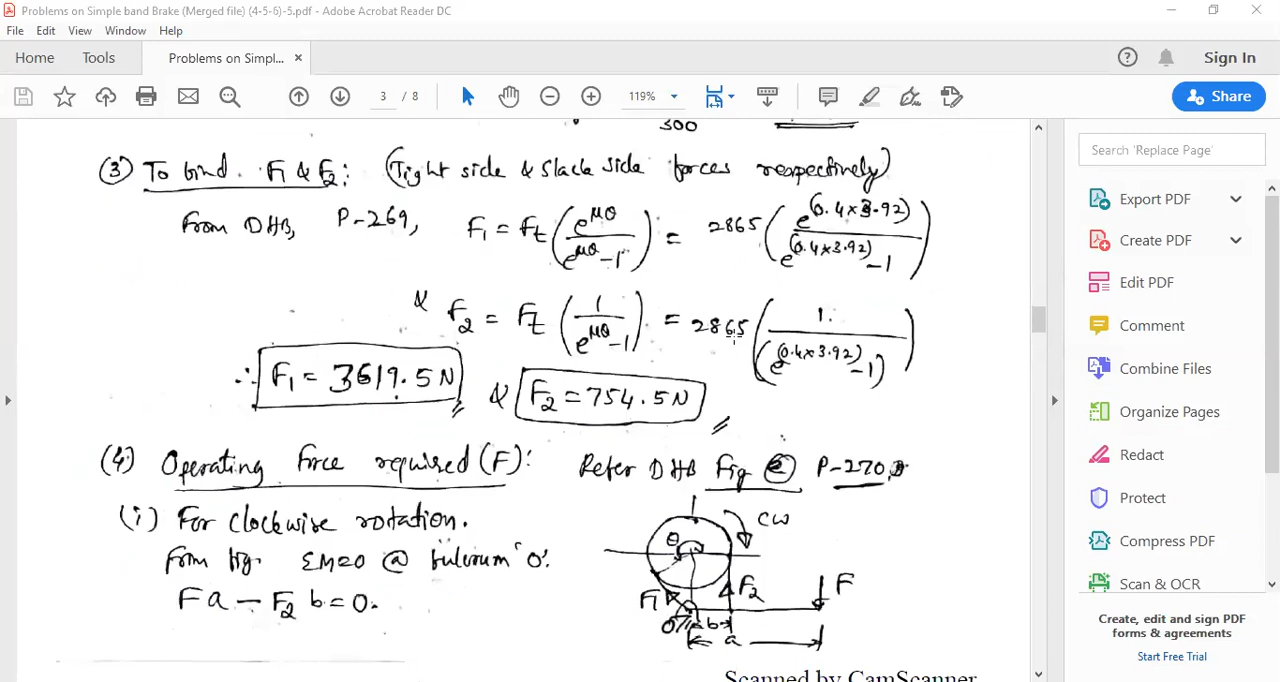 Problems on Simple band Brake (Merged file) (4-5-6)-5.pdf - Adobe Acrobat Reader DC
File Edit View Window Help
Home Tools Problems on Simpl... × Sign In
3 / 8 119% Share
300
(3) To bind F1 & F2: (Tight side & Slack side forces respectively)
From DHB, P-269, F1 = Ft (e^μθ / e^μθ - 1) = 2865 (e^(0.4×3.92) / e^(0.4×3.92) - 1)
& F2 = Ft (1 / e^μθ - 1) = 2865 (1. / (e^(0.4×3.92) - 1))
∴ F1 = 3619.5 N & F2 = 754.5 N
(4) Operating force required (F): Refer DHB Fig P-270
(i) For clockwise rotation.
From fig. ΣM=0 @ fulcrum 'O'.
F a - F2 b = 0.
θ CW
F1 F2 F
O b
a
Scanned by CamScanner
Search 'Replace Page'
Export PDF
Create PDF
Edit PDF
Comment
Combine Files
Organize Pages
Redact
Protect
Compress PDF
Scan & OCR
Create, edit and sign PDF
forms & agreements
Start Free Trial